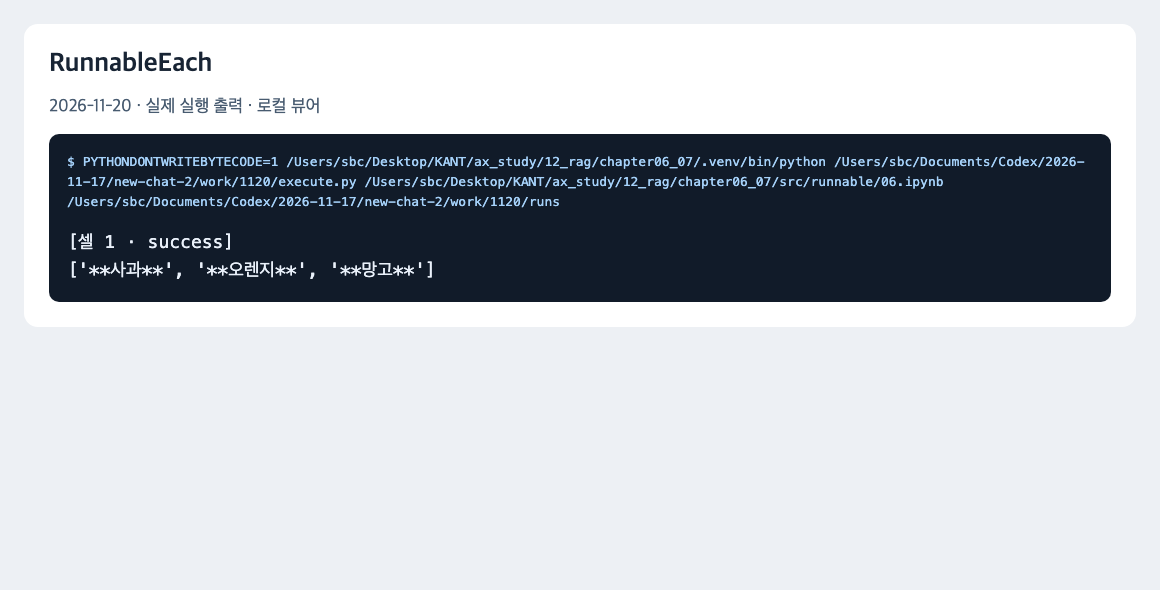 RunnableEach
2026-11-20 · 실제 실행 출력 · 로컬 뷰어
$ PYTHONDONTWRITEBYTECODE=1 /Users/sbc/Desktop/KANT/ax_study/12_rag/chapter06_07/.venv/bin/python /Users/sbc/Documents/Codex/2026-
11-17/new-chat-2/work/1120/execute.py /Users/sbc/Desktop/KANT/ax_study/12_rag/chapter06_07/src/runnable/06.ipynb
/Users/sbc/Documents/Codex/2026-11-17/new-chat-2/work/1120/runs
[셀 1 · success]
['**사과**', '**오렌지**', '**망고**']